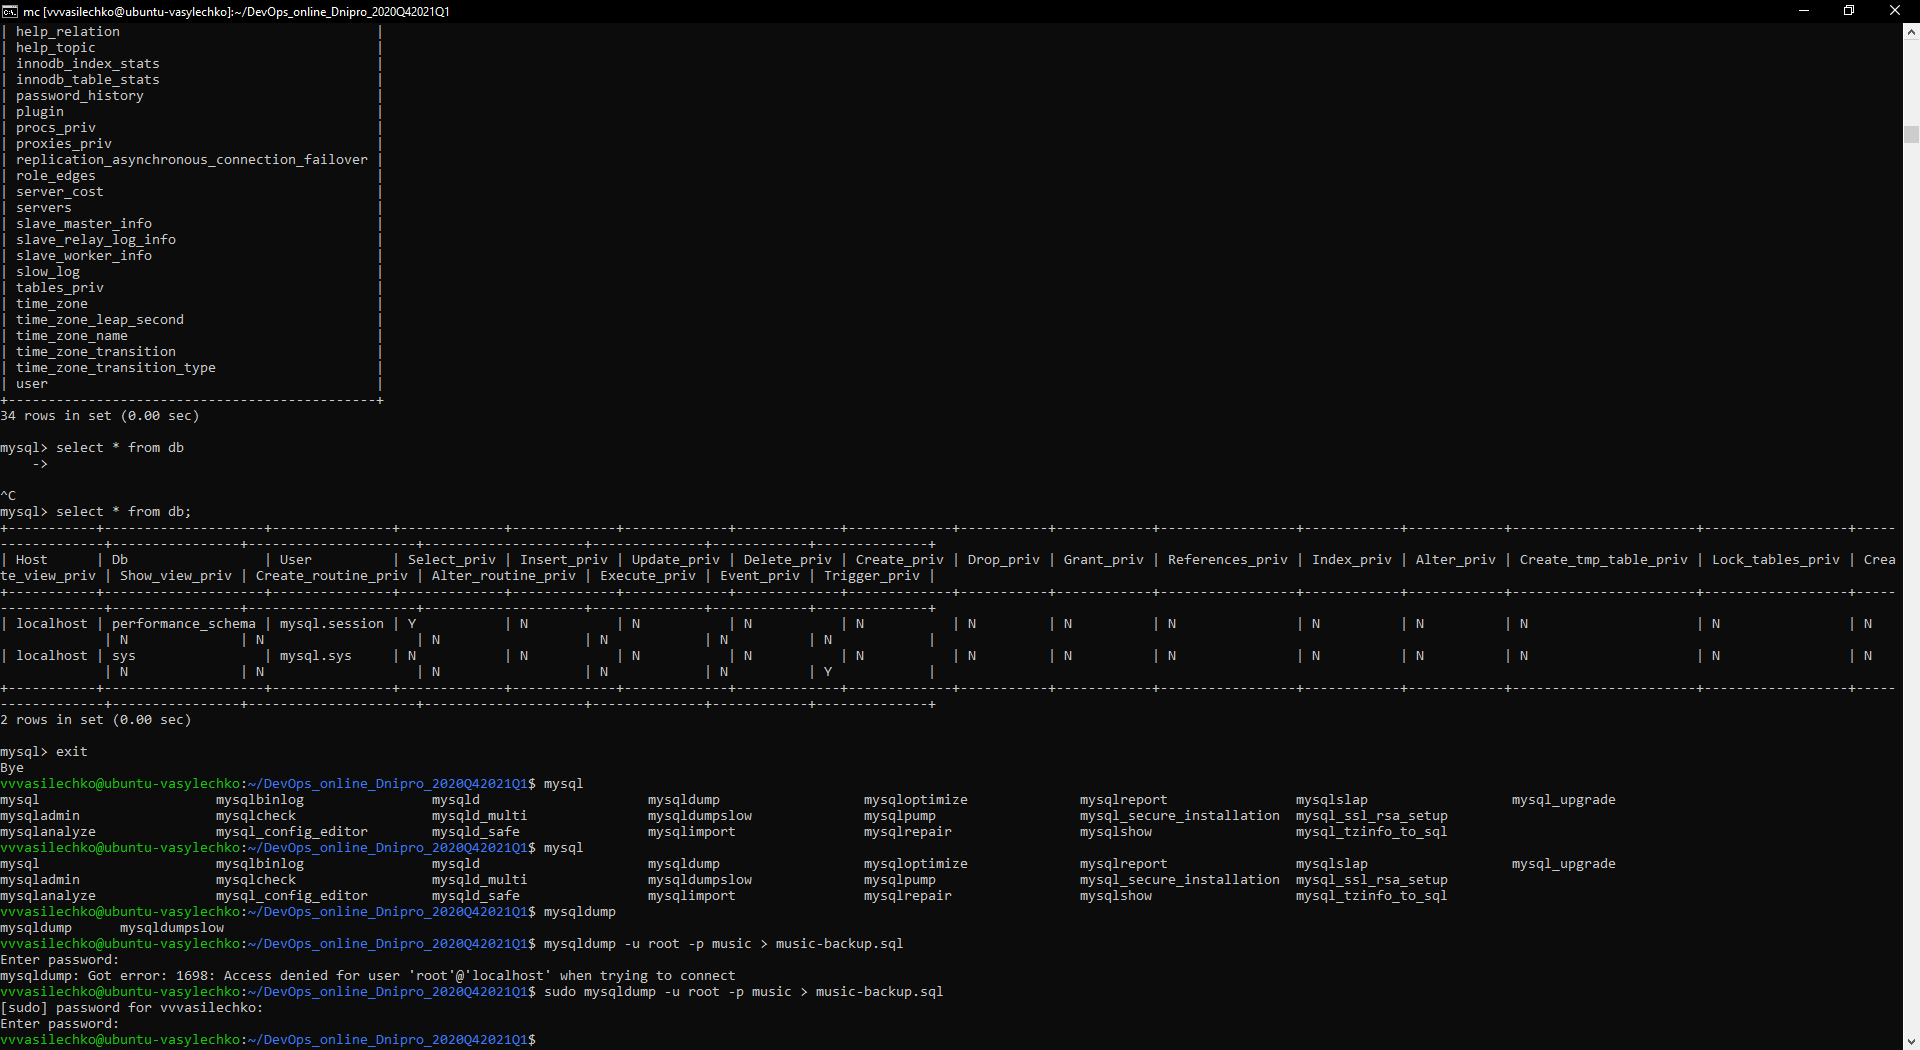 mc [vvvasilechko@ubuntu-vasylechko]:~/DevOps_online_Dnipro_2020Q42021Q1
| help_relation                                |
| help_topic                                   |
| innodb_index_stats                           |
| innodb_table_stats                           |
| password_history                             |
| plugin                                       |
| procs_priv                                   |
| proxies_priv                                 |
| replication_asynchronous_connection_failover |
| role_edges                                   |
| server_cost                                  |
| servers                                      |
| slave_master_info                            |
| slave_relay_log_info                         |
| slave_worker_info                            |
| slow_log                                     |
| tables_priv                                  |
| time_zone                                    |
| time_zone_leap_second                        |
| time_zone_name                               |
| time_zone_transition                         |
| time_zone_transition_type                    |
| user                                         |
+----------------------------------------------+
34 rows in set (0.00 sec)
mysql> select * from db
    ->
^C
mysql> select * from db;
+-----------+--------------------+---------------+-------------+-------------+-------------+-------------+-------------+-----------+------------+-----------------+------------+------------+-----------------------+------------------+-----
-------------+----------------+---------------------+--------------------+--------------+------------+--------------+
| Host      | Db                 | User          | Select_priv | Insert_priv | Update_priv | Delete_priv | Create_priv | Drop_priv | Grant_priv | References_priv | Index_priv | Alter_priv | Create_tmp_table_priv | Lock_tables_priv | Crea
te_view_priv | Show_view_priv | Create_routine_priv | Alter_routine_priv | Execute_priv | Event_priv | Trigger_priv |
+-----------+--------------------+---------------+-------------+-------------+-------------+-------------+-------------+-----------+------------+-----------------+------------+------------+-----------------------+------------------+-----
-------------+----------------+---------------------+--------------------+--------------+------------+--------------+
| localhost | performance_schema | mysql.session | Y           | N           | N           | N           | N           | N         | N          | N               | N          | N          | N                     | N                | N
             | N              | N                   | N                  | N            | N          | N            |
| localhost | sys                | mysql.sys     | N           | N           | N           | N           | N           | N         | N          | N               | N          | N          | N                     | N                | N
             | N              | N                   | N                  | N            | N          | Y            |
+-----------+--------------------+---------------+-------------+-------------+-------------+-------------+-------------+-----------+------------+-----------------+------------+------------+-----------------------+------------------+-----
-------------+----------------+---------------------+--------------------+--------------+------------+--------------+
2 rows in set (0.00 sec)
mysql> exit
Bye
vvvasilechko@ubuntu-vasylechko:~/DevOps_online_Dnipro_2020Q42021Q1$ mysql
mysql                      mysqlbinlog                mysqld                     mysqldump                  mysqloptimize              mysqlreport                mysqlslap                  mysql_upgrade
mysqladmin                 mysqlcheck                 mysqld_multi               mysqldumpslow              mysqlpump                  mysql_secure_installation  mysql_ssl_rsa_setup
mysqlanalyze               mysql_config_editor        mysqld_safe                mysqlimport                mysqlrepair                mysqlshow                  mysql_tzinfo_to_sql
vvvasilechko@ubuntu-vasylechko:~/DevOps_online_Dnipro_2020Q42021Q1$ mysql
mysql                      mysqlbinlog                mysqld                     mysqldump                  mysqloptimize              mysqlreport                mysqlslap                  mysql_upgrade
mysqladmin                 mysqlcheck                 mysqld_multi               mysqldumpslow              mysqlpump                  mysql_secure_installation  mysql_ssl_rsa_setup
mysqlanalyze               mysql_config_editor        mysqld_safe                mysqlimport                mysqlrepair                mysqlshow                  mysql_tzinfo_to_sql
vvvasilechko@ubuntu-vasylechko:~/DevOps_online_Dnipro_2020Q42021Q1$ mysqldump
mysqldump      mysqldumpslow
vvvasilechko@ubuntu-vasylechko:~/DevOps_online_Dnipro_2020Q42021Q1$ mysqldump -u root -p music > music-backup.sql
Enter password:
mysqldump: Got error: 1698: Access denied for user 'root'@'localhost' when trying to connect
vvvasilechko@ubuntu-vasylechko:~/DevOps_online_Dnipro_2020Q42021Q1$ sudo mysqldump -u root -p music > music-backup.sql
[sudo] password for vvvasilechko:
Enter password:
vvvasilechko@ubuntu-vasylechko:~/DevOps_online_Dnipro_2020Q42021Q1$